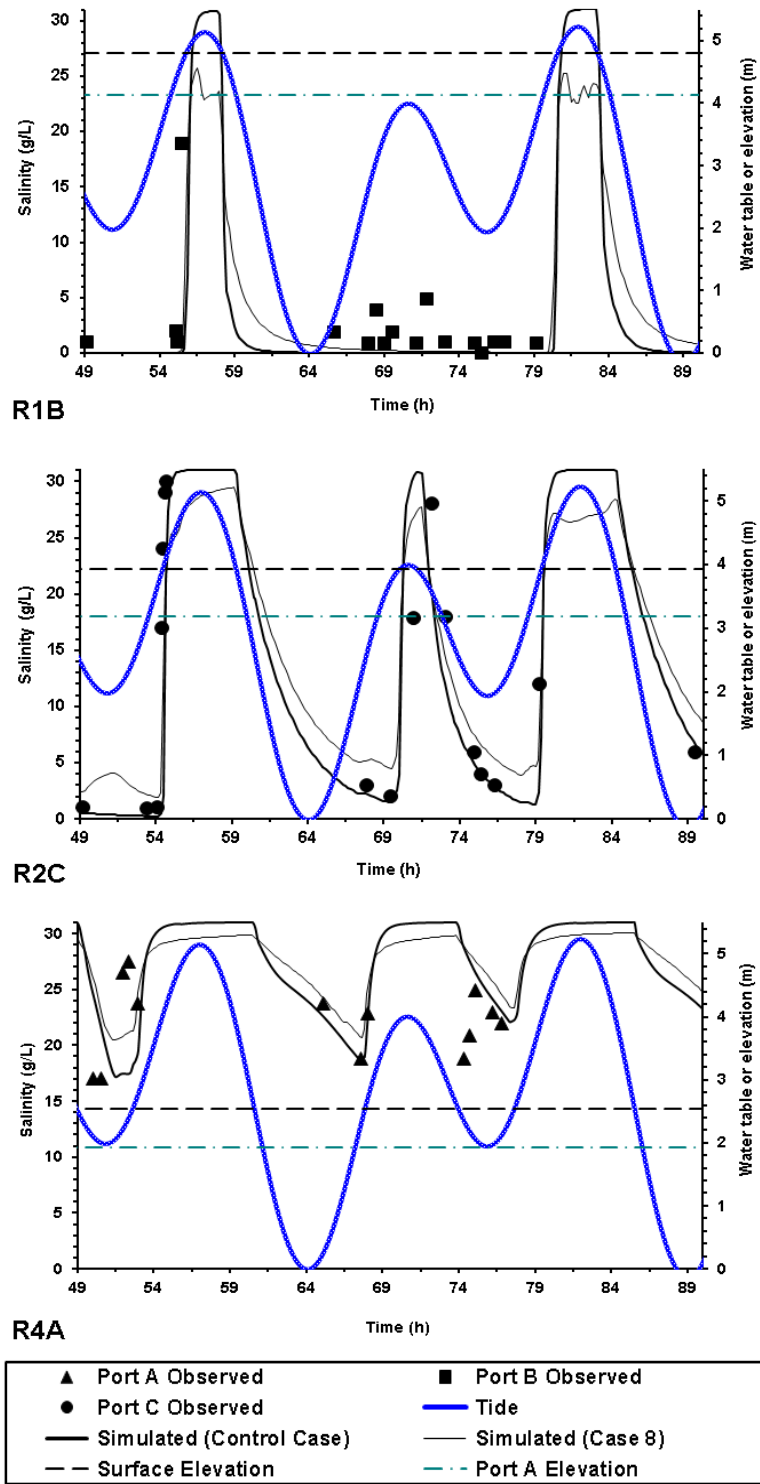 30
25
20
15
10
5
0
Salinity (g/L)
5
4
3
2
1
0
Water table or elevation (m)
49 54 59 64 69 74 79 84 89
Time (h)
R1B
30
25
20
15
10
5
0
Salinity (g/L)
5
4
3
2
1
0
Water table or elevation (m)
49 54 59 64 69 74 79 84 89
Time (h)
R2C
30
25
20
15
10
5
0
Salinity (g/L)
5
4
3
2
1
0
Water table or elevation (m)
49 54 59 64 69 74 79 84 89
Time (h)
R4A
Port A Observed Port B Observed
Port C Observed Tide
Simulated (Control Case) Simulated (Case 8)
Surface Elevation Port A Elevation